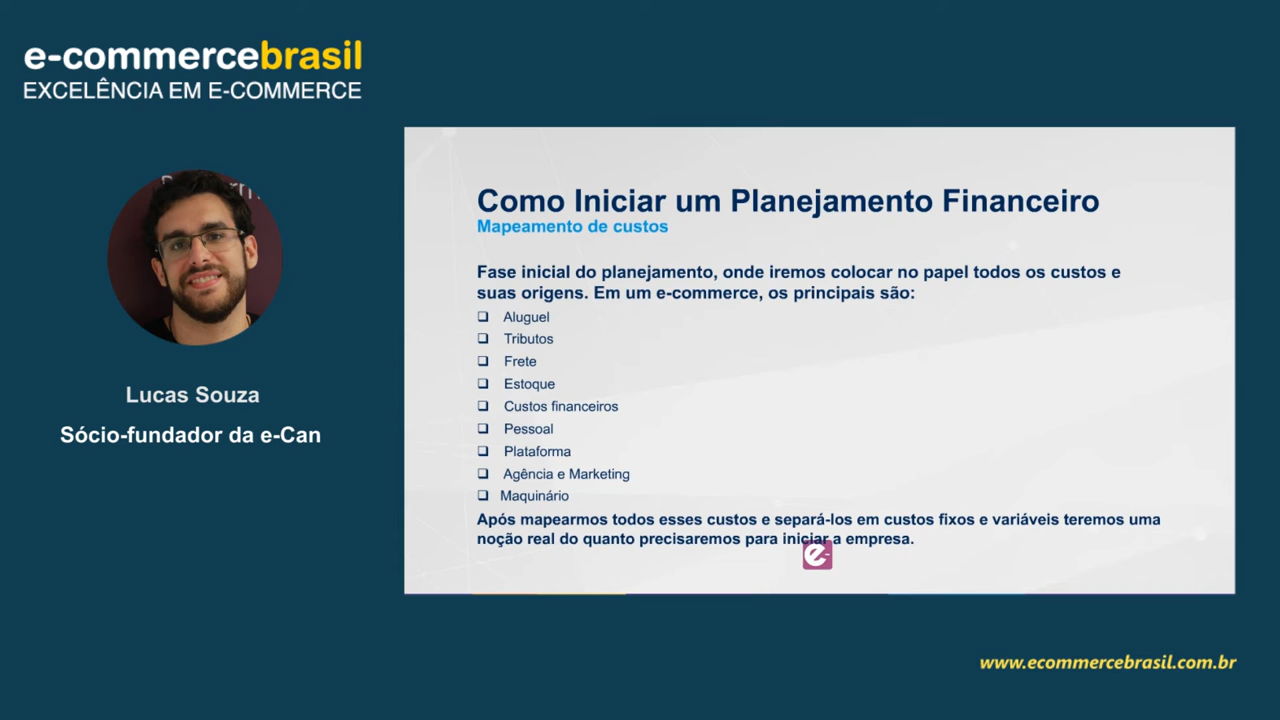 e-commercebrasil
EXCELÊNCIA EM E-COMMERCE
Lucas Souza
Sócio-fundador da e-Can
Como Iniciar um Planejamento Financeiro
Mapeamento de custos
Fase inicial do planejamento, onde iremos colocar no papel todos os custos e
suas origens. Em um e-commerce, os principais são:
❑ Aluguel
❑ Tributos
❑ Frete
❑ Estoque
❑ Custos financeiros
❑ Pessoal
❑ Plataforma
❑ Agência e Marketing
❑ Maquinário
Após mapearmos todos esses custos e separá-los em custos fixos e variáveis teremos uma
noção real do quanto precisaremos para iniciar a empresa.
e-
www.ecommercebrasil.com.br